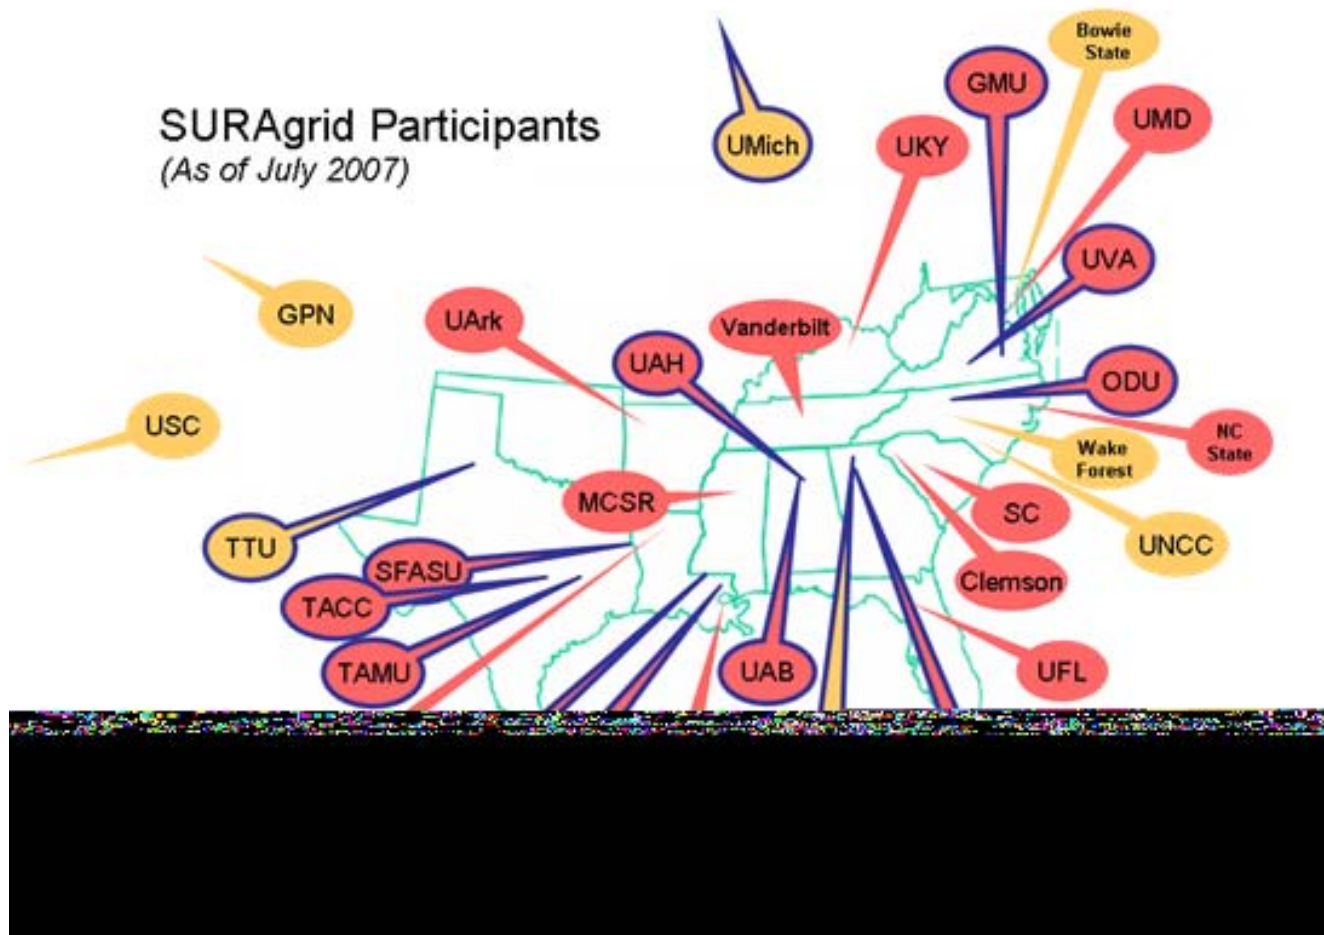 SURAgrid Participants
(As of July 2007)
Bowie
State
GMU
UMD
UMich
UKY
UVA
GPN
UArk
Vanderbilt
UAH
ODU
USC
NC
State
Wake
Forest
MCSR
SC
TTU
UNCC
SFASU
Clemson
TACC
TAMU
UAB
UFL